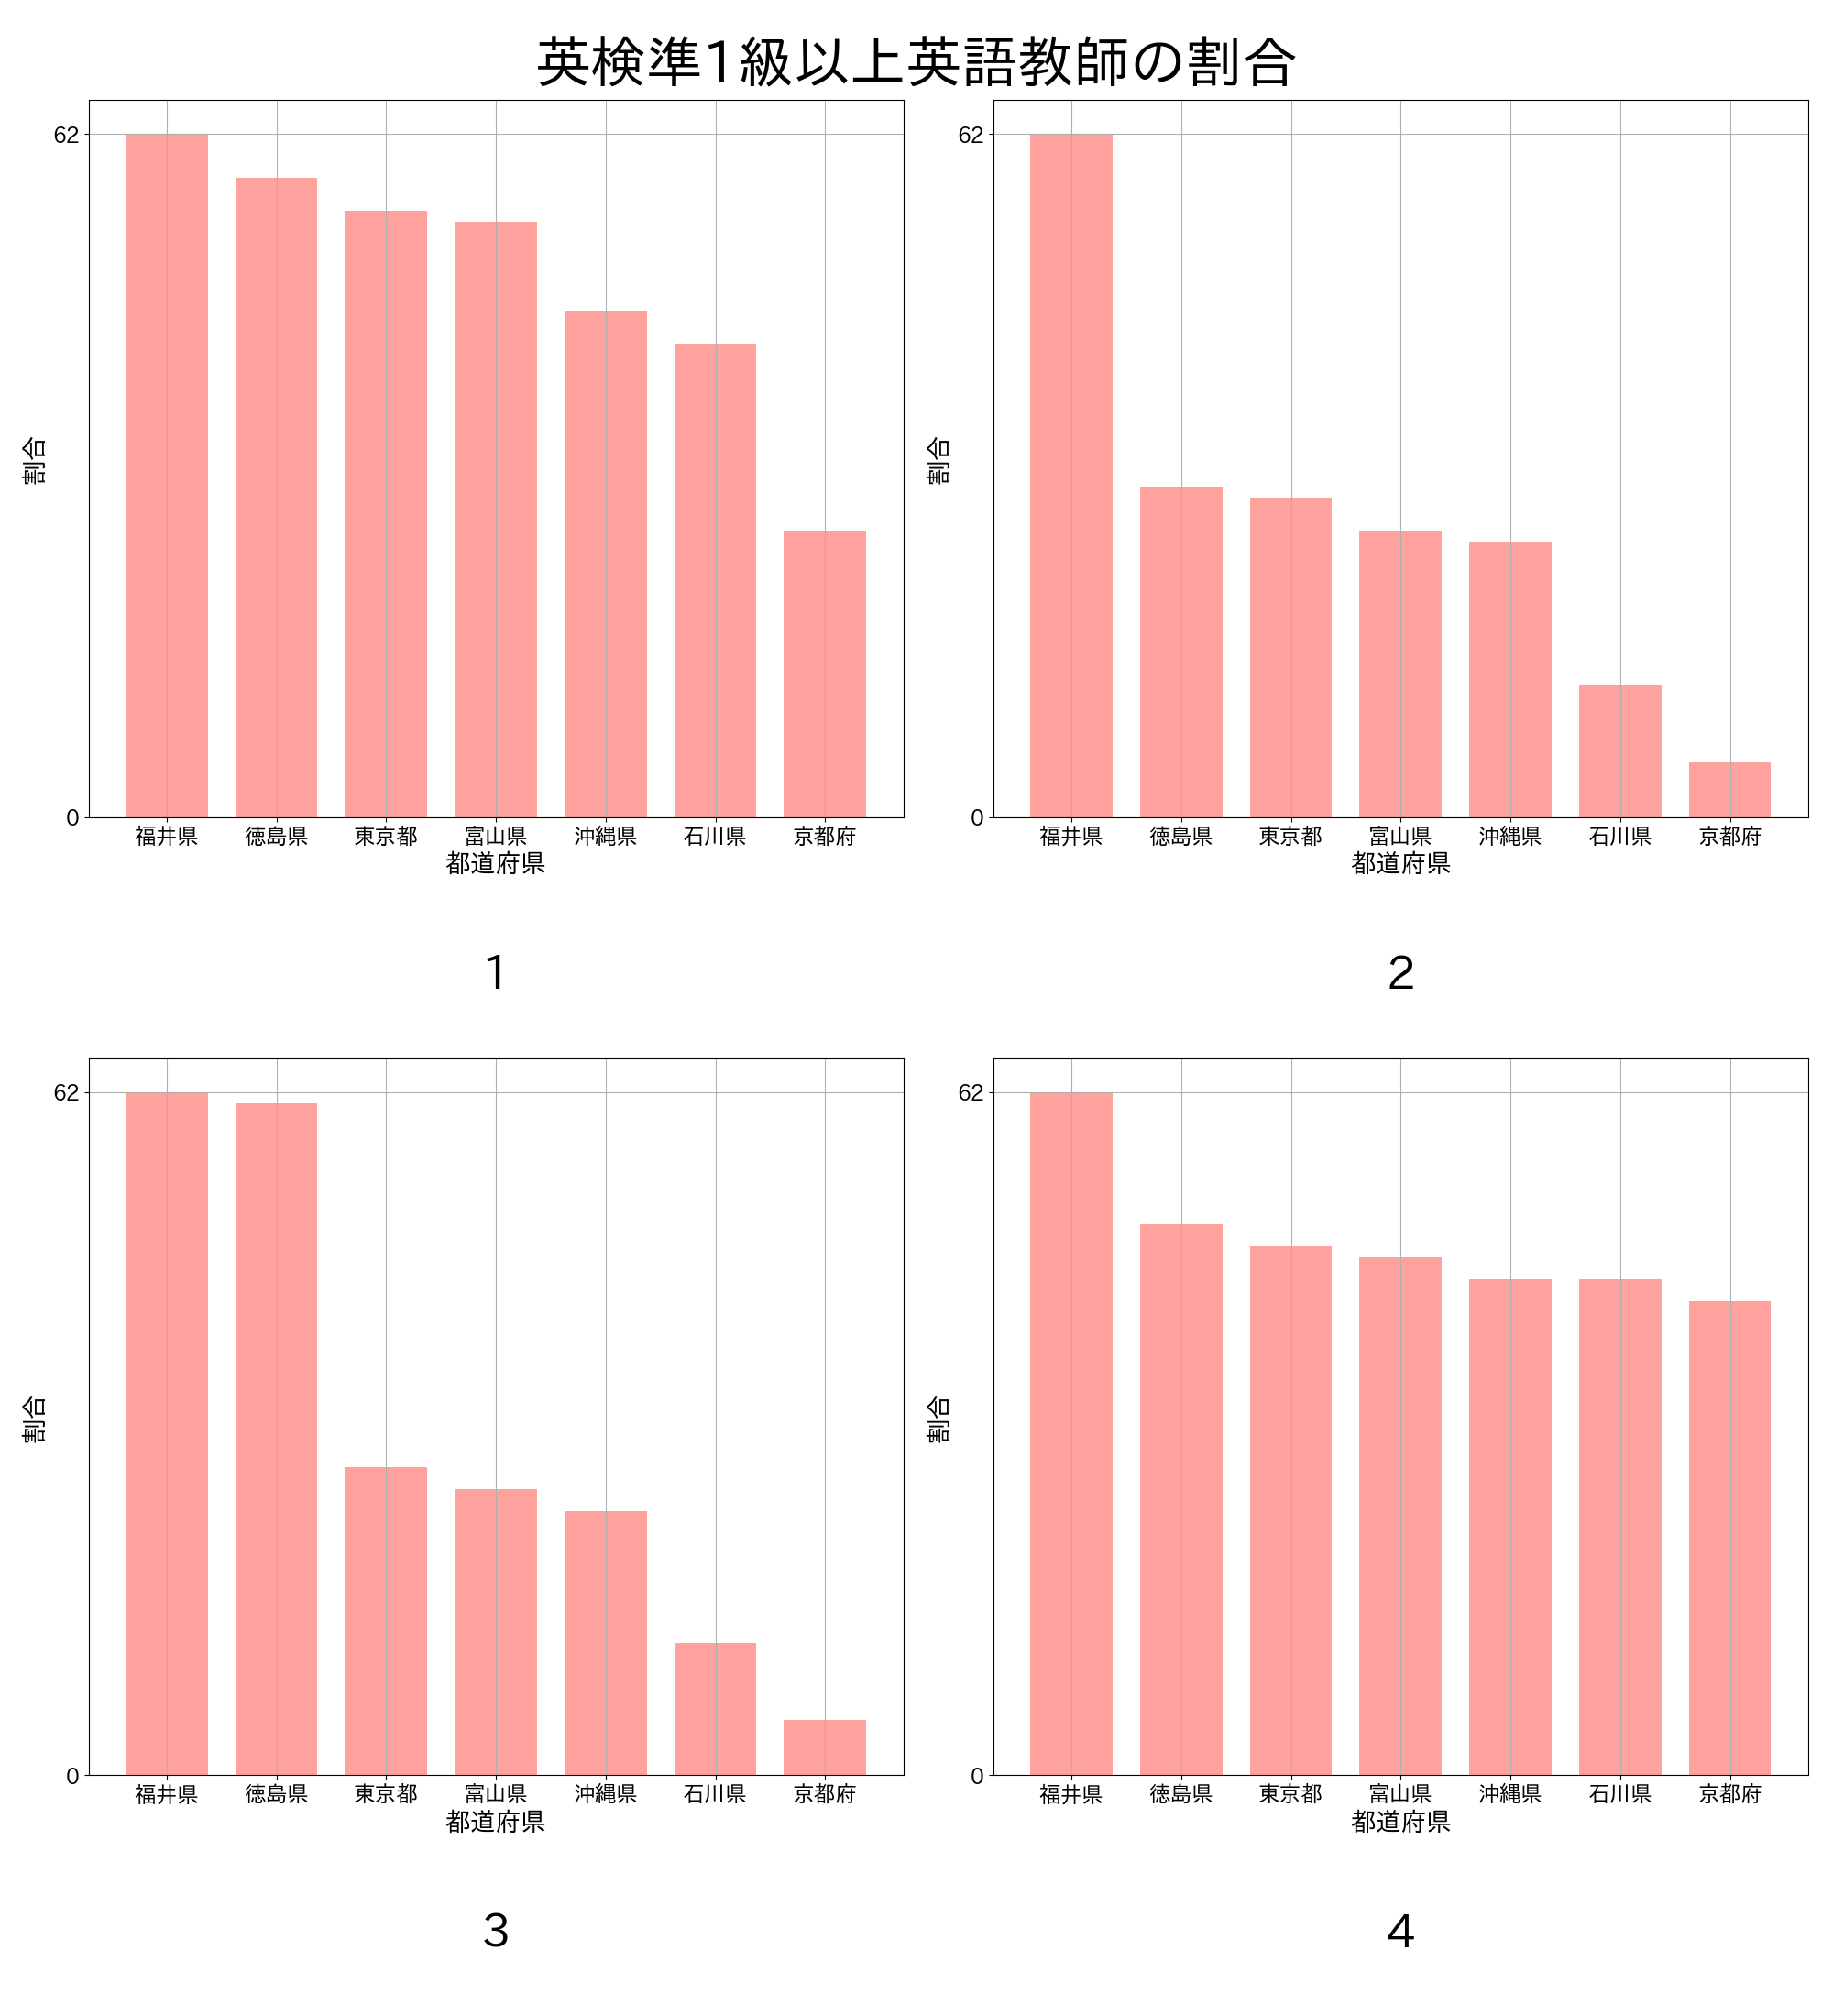 英検準1級以上英語教師の割合
62
0
割合
福井県 徳島県 東京都 富山県 沖縄県 石川県 京都府
都道府県
1
62
0
割合
福井県 徳島県 東京都 富山県 沖縄県 石川県 京都府
都道府県
2
62
0
割合
福井県 徳島県 東京都 富山県 沖縄県 石川県 京都府
都道府県
3
62
0
割合
福井県 徳島県 東京都 富山県 沖縄県 石川県 京都府
都道府県
4